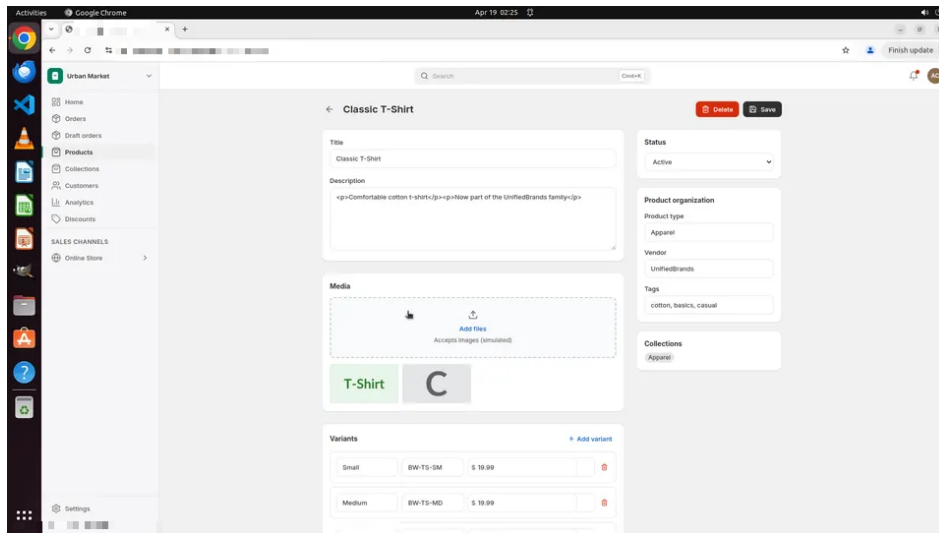 Activities
Google Chrome
Apr 19 02:25
Finish update
Urban Market
Search
Cmd+K
AC
Home
Orders
Draft orders
Products
Collections
Customers
Analytics
Discounts
SALES CHANNELS
Online Store
Settings
Classic T-Shirt
Delete
Save
Title
Classic T-Shirt
Description
<p>Comfortable cotton t-shirt</p><p>Now part of the UnifiedBrands family</p>
Media
Add files
Accepts images (simulated)
T-Shirt
C
Variants
+ Add variant
Small BW-TS-SM $ 19.99
Medium BW-TS-MD $ 19.99
Status
Active
Product organization
Product type
Apparel
Vendor
UnifiedBrands
Tags
cotton, basics, casual
Collections
Apparel